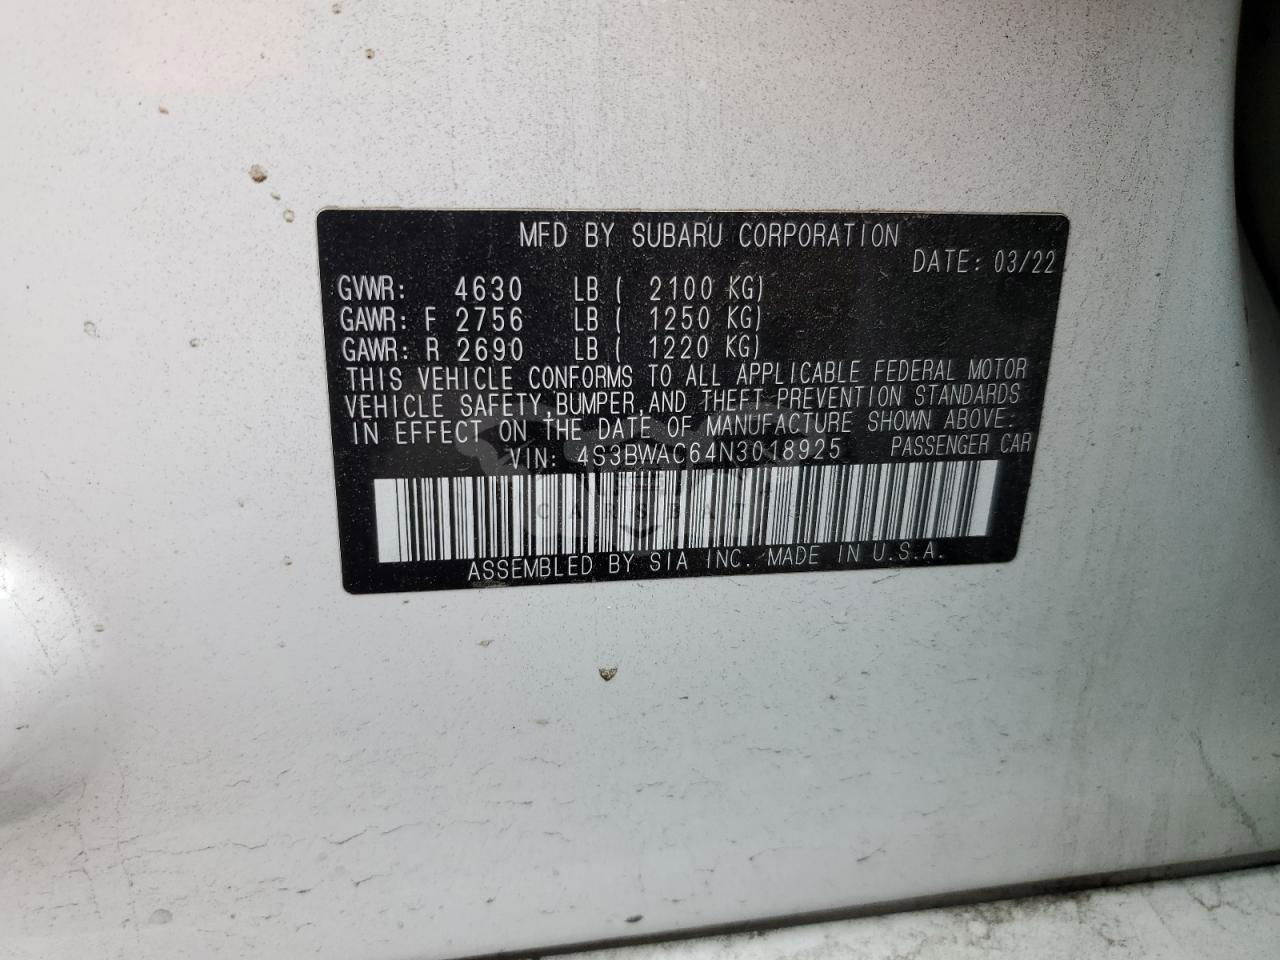 MFD BY SUBARU CORPORATION
DATE: 03/22
GVWR: 4630 LB ( 2100 KG)
GAWR: F 2756 LB ( 1250 KG)
GAWR: R 2690 LB ( 1220 KG)
THIS VEHICLE CONFORMS TO ALL APPLICABLE FEDERAL MOTOR
VEHICLE SAFETY,BUMPER,AND THEFT PREVENTION STANDARDS
IN EFFECT ON THE DATE OF MANUFACTURE SHOWN ABOVE:
VIN: 4S3BWAC64N3018925 PASSENGER CAR
ASSEMBLED BY SIA INC. MADE IN U.S.A.